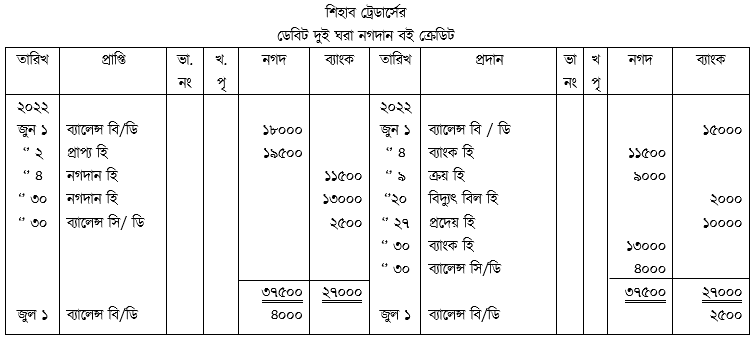 শিহাব ট্রেডার্সের
ডেবিট দুই ঘরা নগদান বই ক্রেডিট
তারিখ প্রাপ্তি ভা. নং খ. পৃ নগদ ব্যাংক তারিখ প্রদান ভা নং খ পৃ নগদ ব্যাংক
২০২২ ২০২২
জুন ১ ব্যালেন্স বি/ডি ১৮০০০ জুন ১ ব্যালেন্স বি / ডি ১৫০০০
‘’ ২ প্রাপ্য হি ১৯৫০০ ‘’ ৪ ব্যাংক হি ১১৫০০
‘’ ৪ নগদান হি ১১৫০০ ‘’ ৯ ক্রয় হি ৯০০০
‘’ ৩০ নগদান হি ১৩০০০ ‘’২০ বিদ্যুৎ বিল হি ২০০০
‘’ ৩০ ব্যালেন্স সি/ ডি ২৫০০ ‘’ ২৭ প্রদেয় হি ১০০০০
‘’ ৩০ ব্যাংক হি ১৩০০০
‘’ ৩০ ব্যালেন্স সি/ডি ৪০০০
৩৭৫০০ ২৭০০০ ৩৭৫০০ ২৭০০০
জুল ১ ব্যালেন্স বি/ডি ৪০০০ জুল ১ ব্যালেন্স বি/ডি ২৫০০